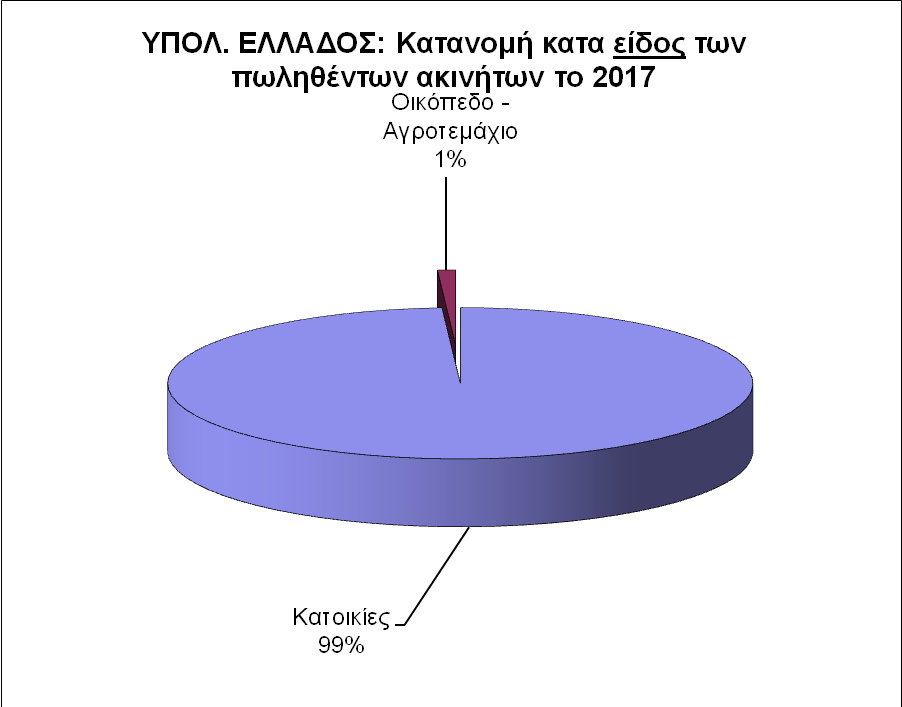 ΥΠΟΛ. ΕΛΛΑΔΟΣ: Κατανομή κατα είδος των
πωληθέντων ακινήτων το 2017
Οικόπεδο -
Αγροτεμάχιο
1%
Κατοικίες
99%